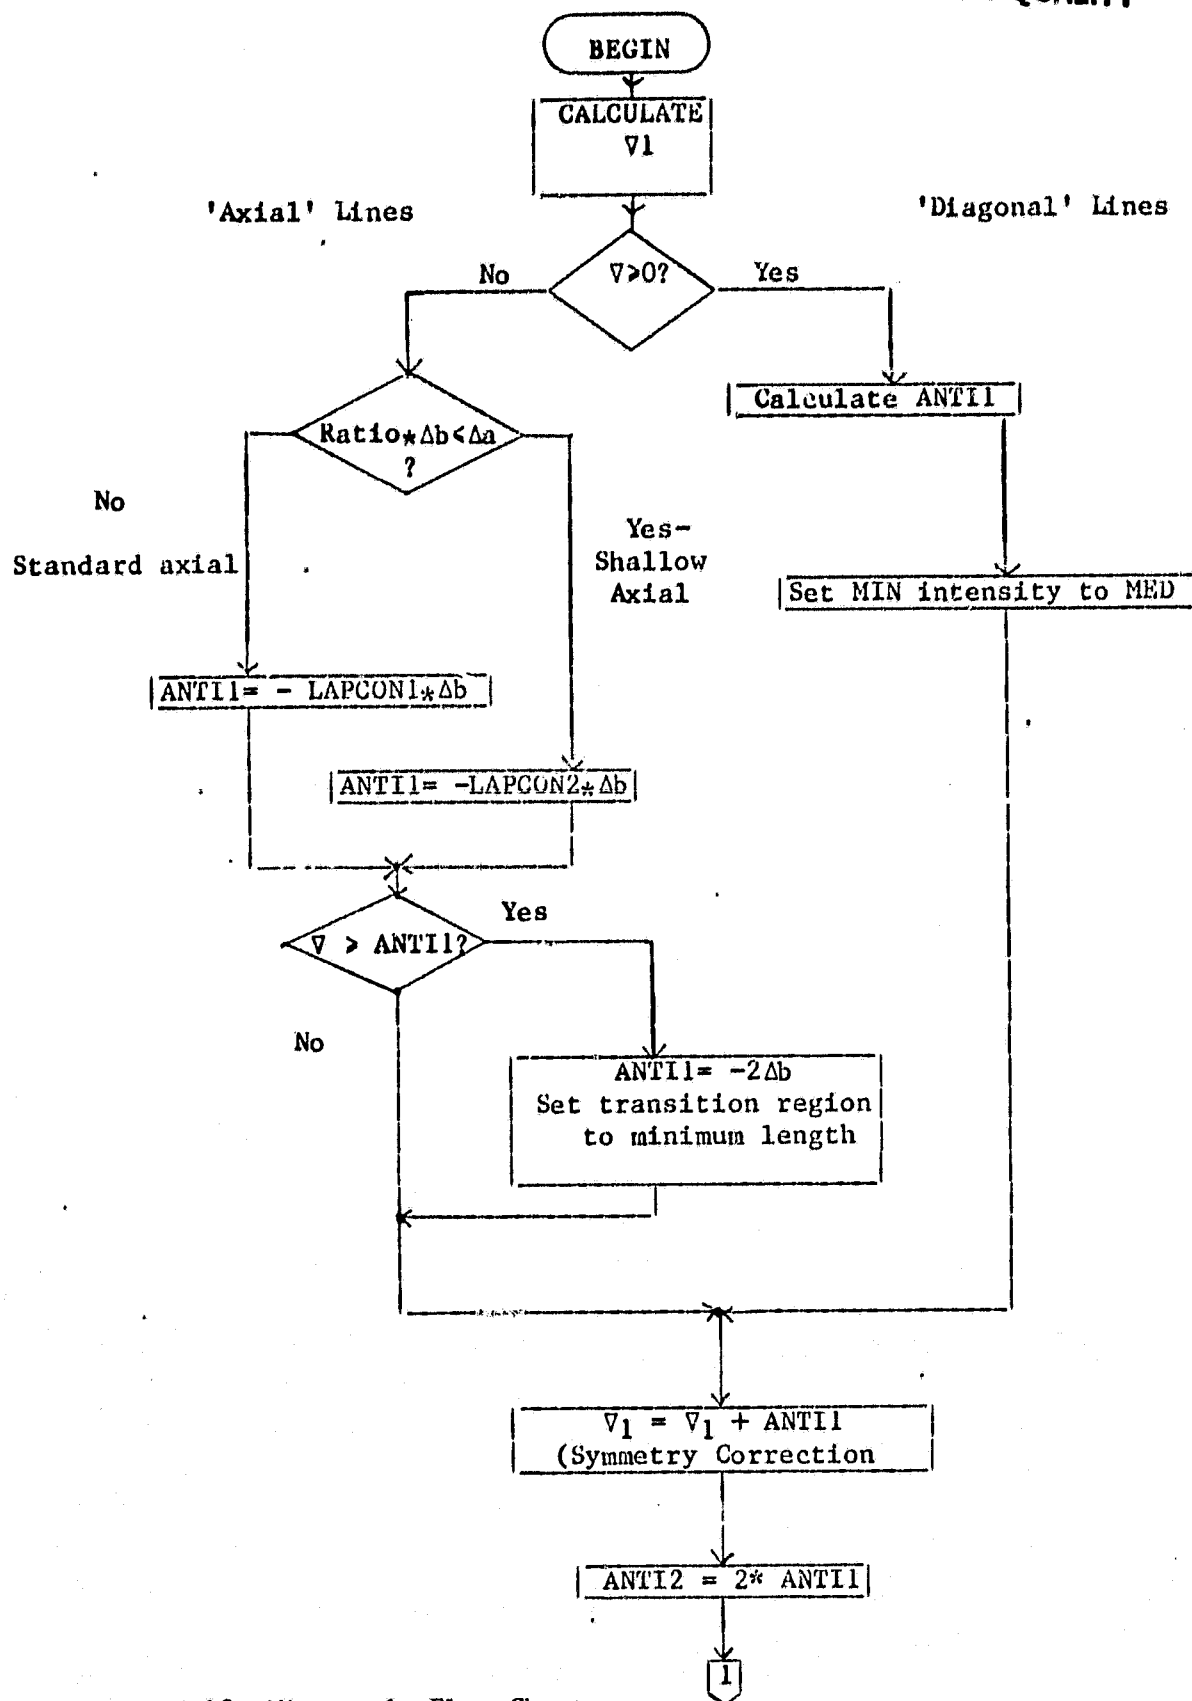 BEGIN
CALCULATE
∇1
'Axial' Lines
'Diagonal' Lines
No
∇≥0?
Yes
Calculate ANTI1
Ratio*Δb≤Δa
?
No
Standard axial
Yes-
Shallow
Axial
Set MIN intensity to MED
ANTI1= - LAPCON1*Δb
ANTI1= -LAPCON2*Δb
Yes
∇ ≥ ANTI1?
No
ANTI1= -2Δb
Set transition region
to minimum length
∇1 = ∇1 + ANTI1
(Symmetry Correction
ANTI2 = 2* ANTI1
1